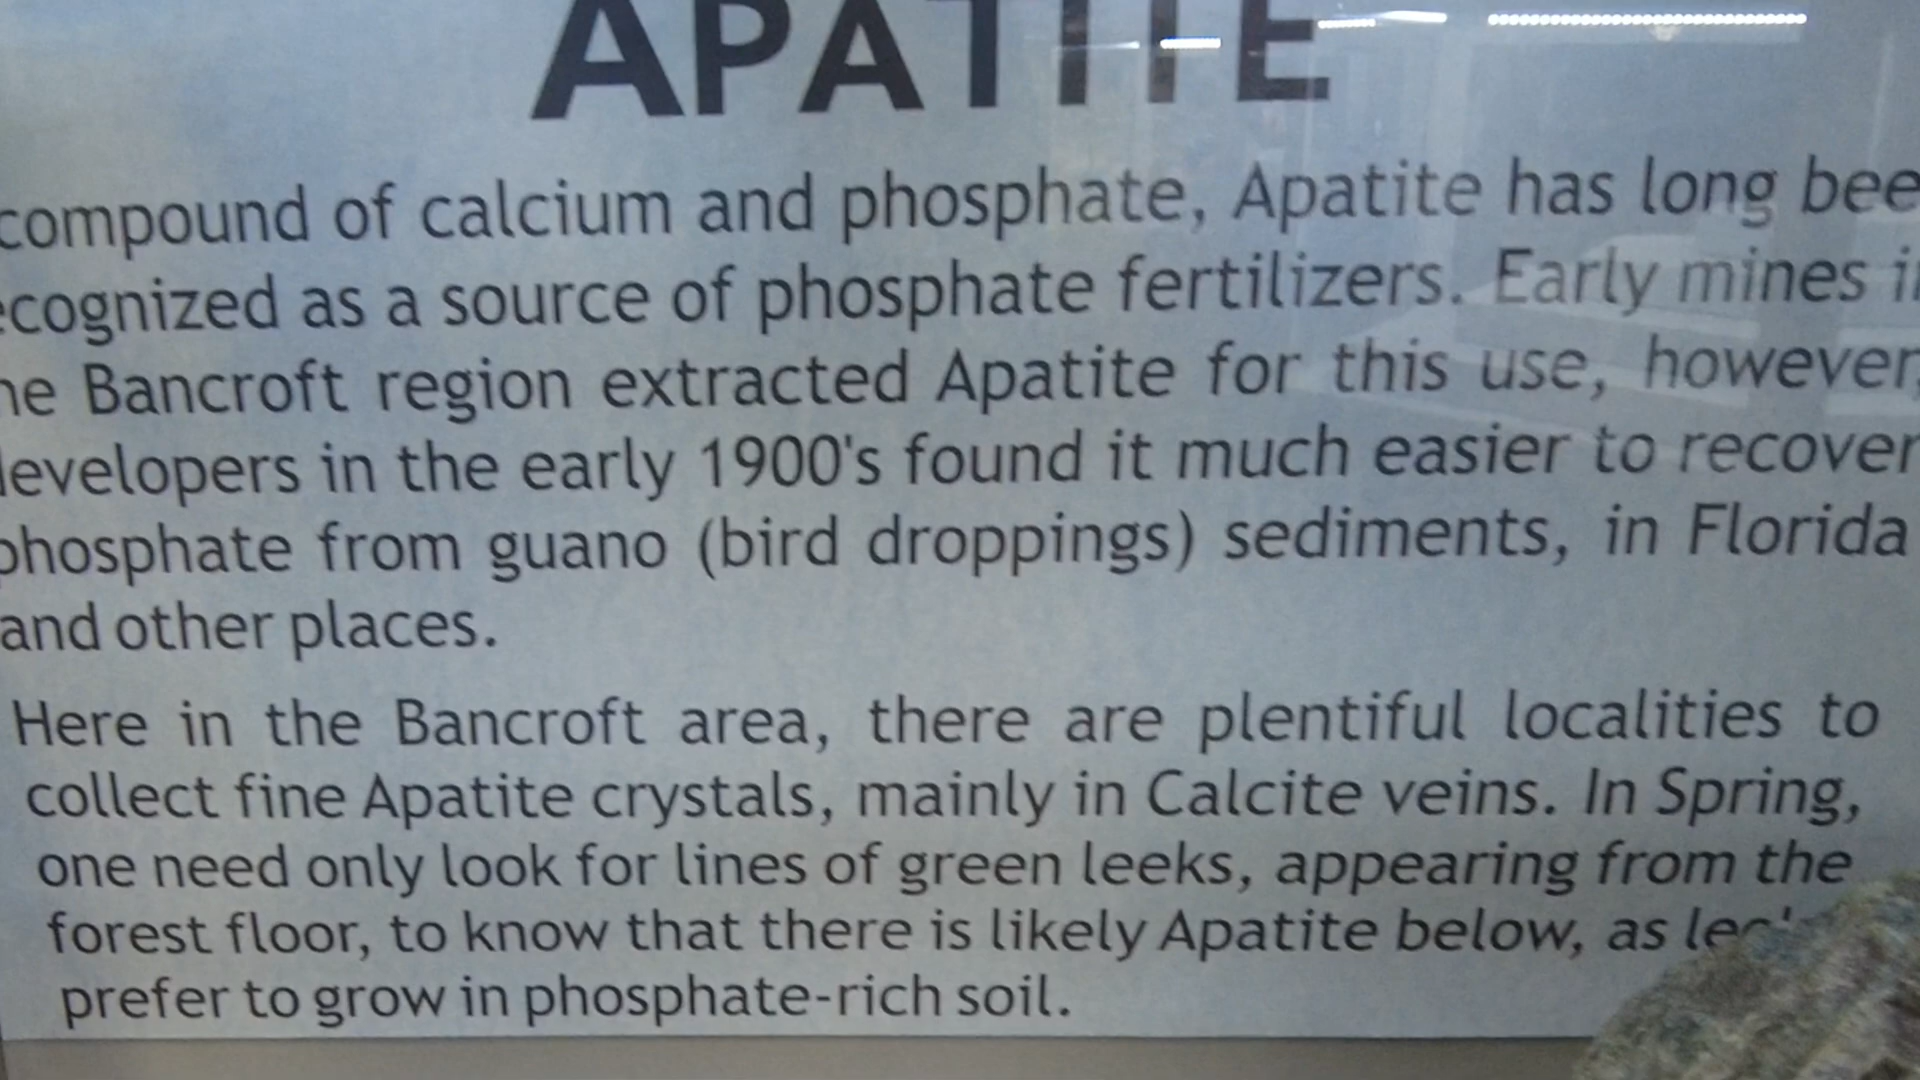 APATITE
compound of calcium and phosphate, Apatite has long bee
ecognized as a source of phosphate fertilizers. Early mines in
he Bancroft region extracted Apatite for this use, however,
developers in the early 1900's found it much easier to recover
phosphate from guano (bird droppings) sediments, in Florida
and other places.
Here in the Bancroft area, there are plentiful localities to
collect fine Apatite crystals, mainly in Calcite veins. In Spring,
one need only look for lines of green leeks, appearing from the
forest floor, to know that there is likely Apatite below, as
prefer to grow in phosphate-rich soil.